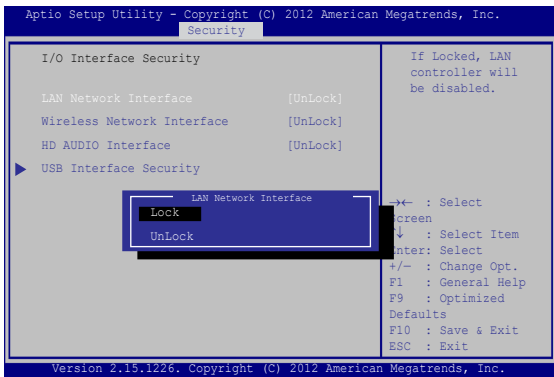 Aptio Setup Utility - Copyright (C) 2012 American Megatrends, Inc.
Security
I/O Interface Security
LAN Network Interface [UnLock]
Wireless Network Interface [UnLock]
HD AUDIO Interface [UnLock]
USB Interface Security
If Locked, LAN
controller will
be disabled.
LAN Network Interface
Lock
UnLock
→← : Select
creen
↓ : Select Item
nter: Select
+/— : Change Opt.
F1 : General Help
F9 : Optimized
Defaults
F10 : Save & Exit
ESC : Exit
Version 2.15.1226. Copyright (C) 2012 American Megatrends, Inc.